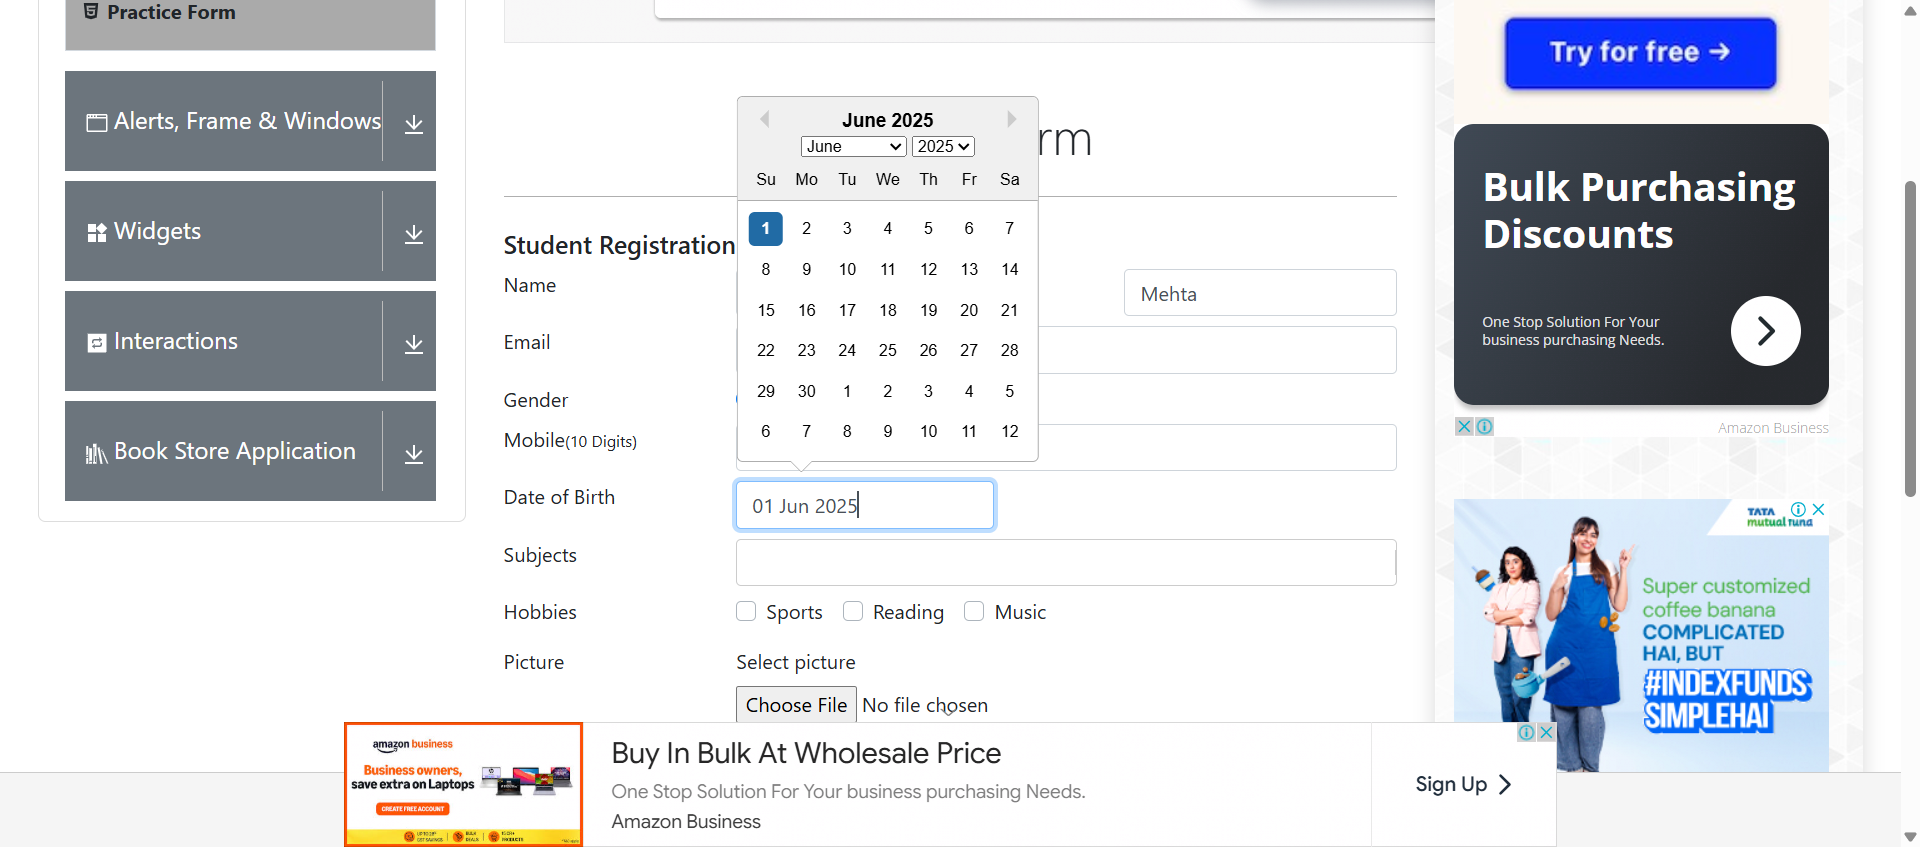 Practice Form
Alerts, Frame & Windows
Widgets
Interactions
Book Store Application
rm
June 2025
June 2025
Su Mo Tu We Th Fr Sa
1 2 3 4 5 6 7
8 9 10 11 12 13 14
15 16 17 18 19 20 21
22 23 24 25 26 27 28
29 30 1 2 3 4 5
6 7 8 9 10 11 12
Student Registration
Name
Mehta
Email
Gender
Mobile(10 Digits)
Date of Birth
01 Jun 2025
Subjects
Hobbies
Sports Reading Music
Picture
Select picture
Choose File No file chosen
Try for free →
Bulk Purchasing
Discounts
One Stop Solution For Your
business purchasing Needs.
Amazon Business
TATA
mutual fund
Super customized
coffee banana
COMPLICATED
HAI, BUT
#INDEXFUNDS
SIMPLEHAI
amazon business
Business owners,
save extra on Laptops
CREATE FREE ACCOUNT
BULK
DEALS
PRODUCTS
Buy In Bulk At Wholesale Price
One Stop Solution For Your business purchasing Needs.
Amazon Business
Sign Up